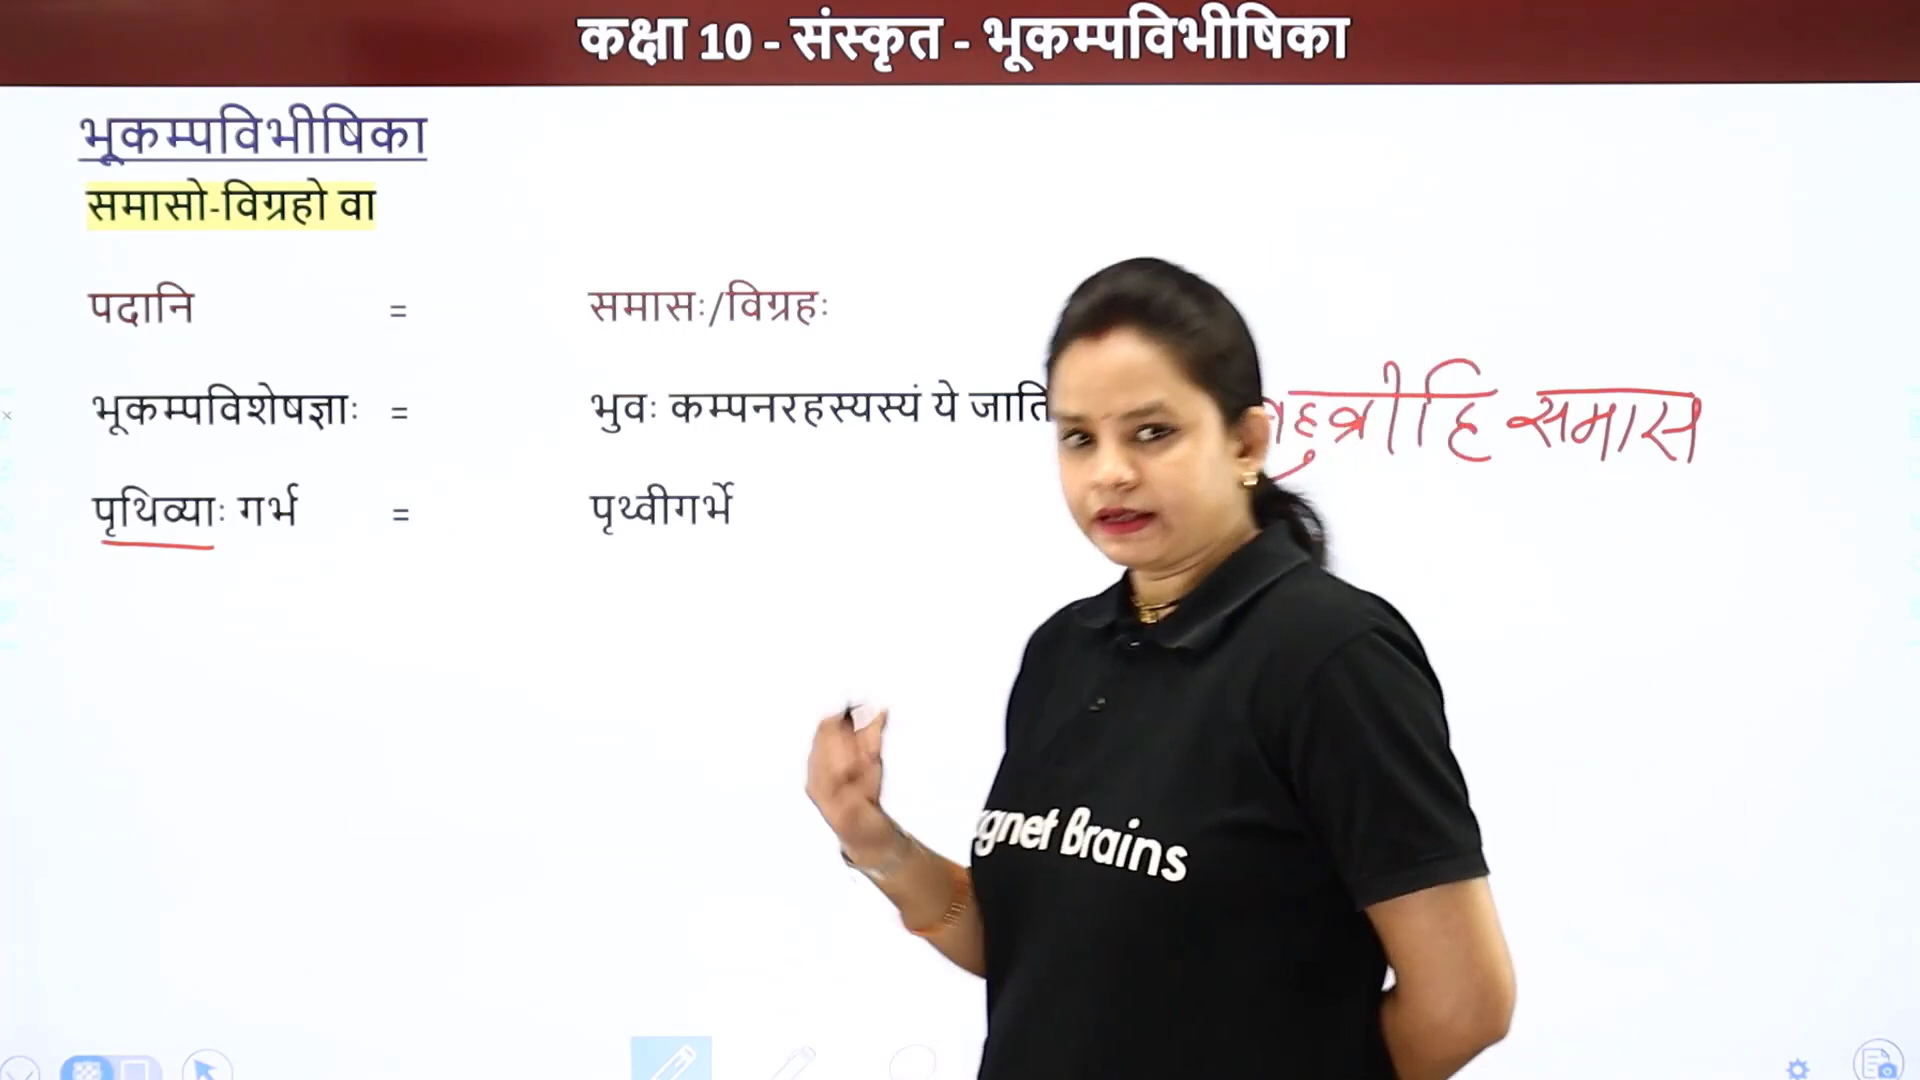 कक्षा 10 - संस्कृत - भूकम्पविभीषिका
भूकम्पविभीषिका
समासो-विग्रहो वा
पदानि = समासः/विग्रहः
भूकम्पविशेषज्ञाः = भुवः कम्पनरहस्यस्यं ये जाति
बहुव्रीहि समास
पृथिव्याः गर्भ = पृथ्वीगर्भे
gnet Brains